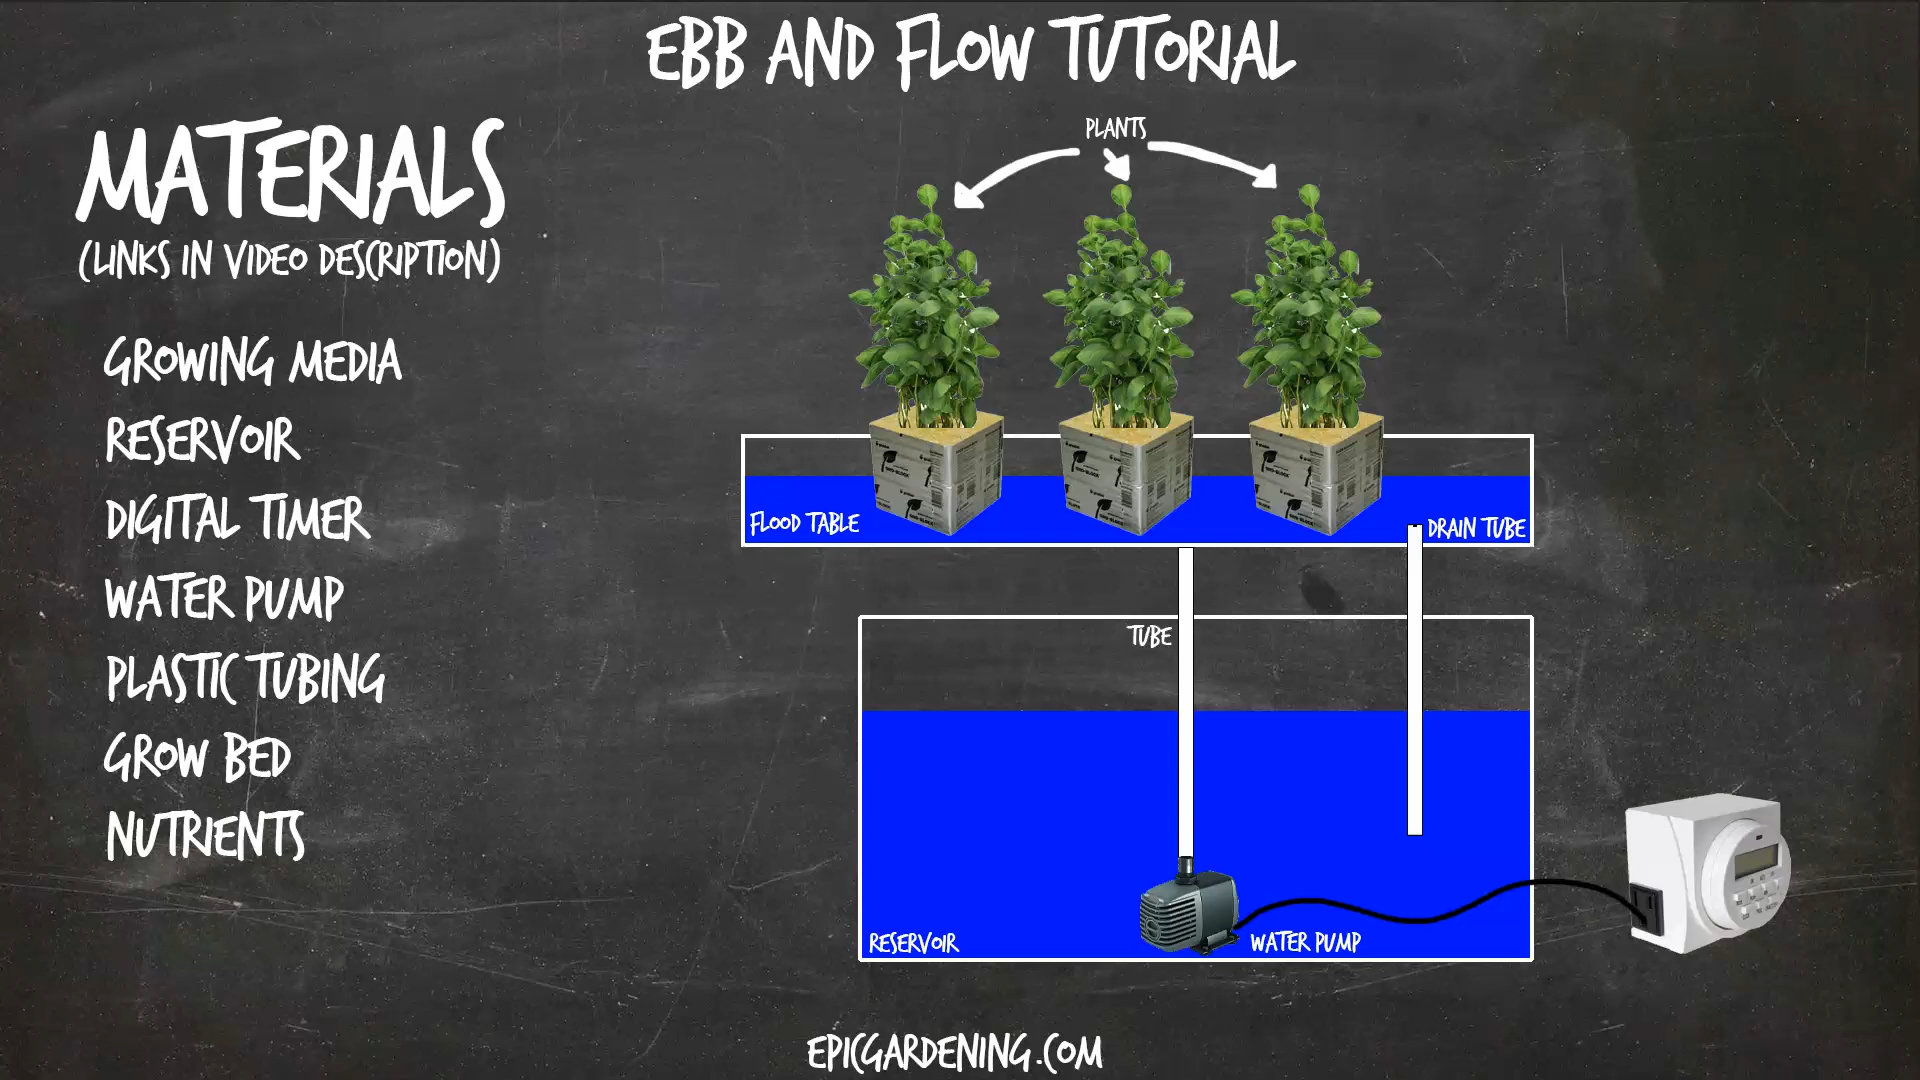 EBB AND FLOW TUTORIAL
MATERIALS
(LINKS IN VIDEO DESCRIPTION)
GROWING MEDIA
RESERVOIR
DIGITAL TIMER
WATER PUMP
PLASTIC TUBING
GROW BED
NUTRIENTS
PLANTS
FLOOD TABLE
DRAIN TUBE
TUBE
RESERVOIR
WATER PUMP
EPICGARDENING.COM